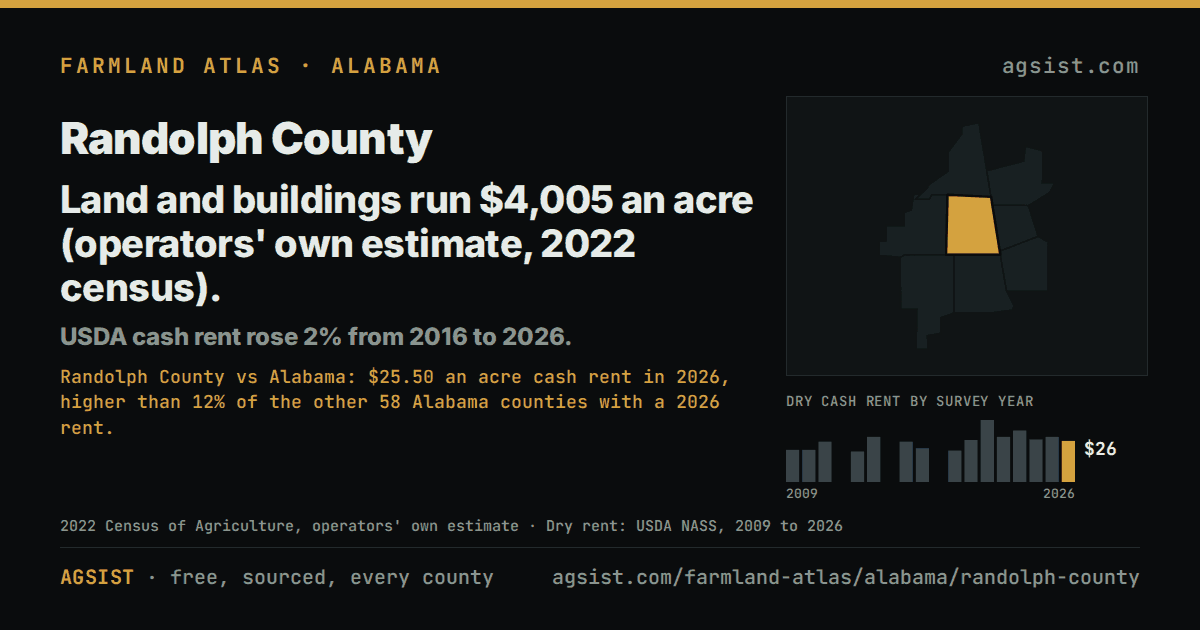 FARMLAND ATLAS · ALABAMA
agsist.com
Randolph County
Land and buildings run $4,005 an acre
(operators' own estimate, 2022
census).
USDA cash rent rose 2% from 2016 to 2026.
Randolph County vs Alabama: $25.50 an acre cash rent in 2026,
higher than 12% of the other 58 Alabama counties with a 2026
rent.
DRY CASH RENT BY SURVEY YEAR
$26
2009
2026
2022 Census of Agriculture, operators' own estimate · Dry rent: USDA NASS, 2009 to 2026
AGSIST · free, sourced, every county
agsist.com/farmland-atlas/alabama/randolph-county